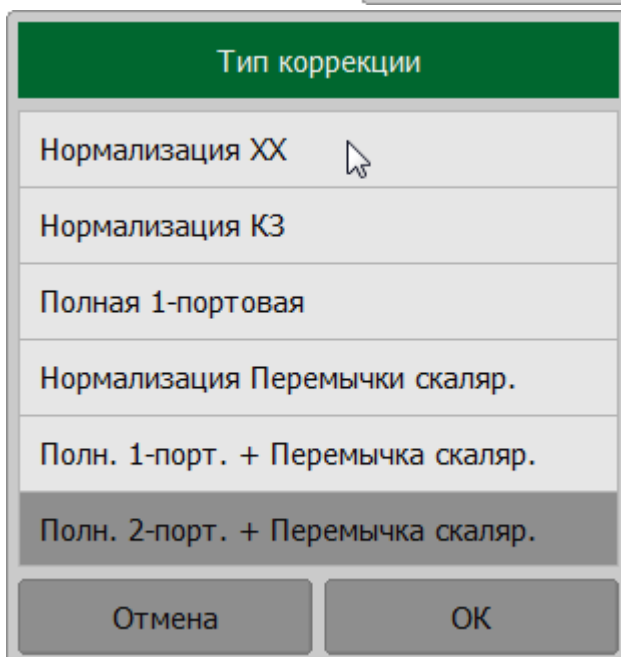 Тип коррекции
Нормализация ХХ
Нормализация КЗ
Полная 1-портовая
Нормализация Перемычки скаляр.
Полн. 1-порт. + Перемычка скаляр.
Полн. 2-порт. + Перемычка скаляр.
Отмена
ОК